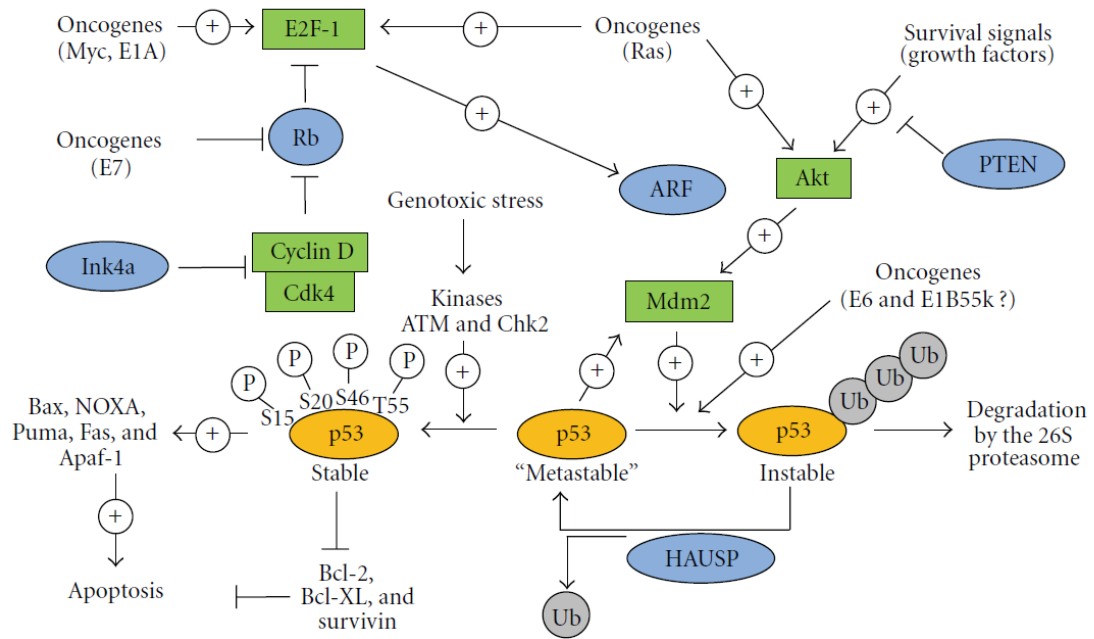 Oncogenes
(Myc, E1A)
+
E2F-1
+
Oncogenes
(Ras)
Survival signals
(growth factors)
+
+
+
Oncogenes
(E7)
Rb
ARF
Akt
PTEN
Genotoxic stress
+
Ink4a
Cyclin D
Cdk4
Kinases
ATM and Chk2
Mdm2
Oncogenes
(E6 and E1B55k ?)
P
P
P
P
+
+
+
+
Ub
Ub
Ub
S15
S20
S46
T55
Bax, NOXA,
Puma, Fas, and
Apaf-1
+
p53
Stable
p53
“Metastable”
p53
Instable
Degradation
by the 26S
proteasome
+
Apoptosis
Bcl-2,
Bcl-XL, and
survivin
HAUSP
Ub